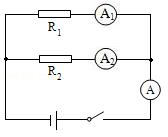 R₁ A₁
R₂ A₂
A